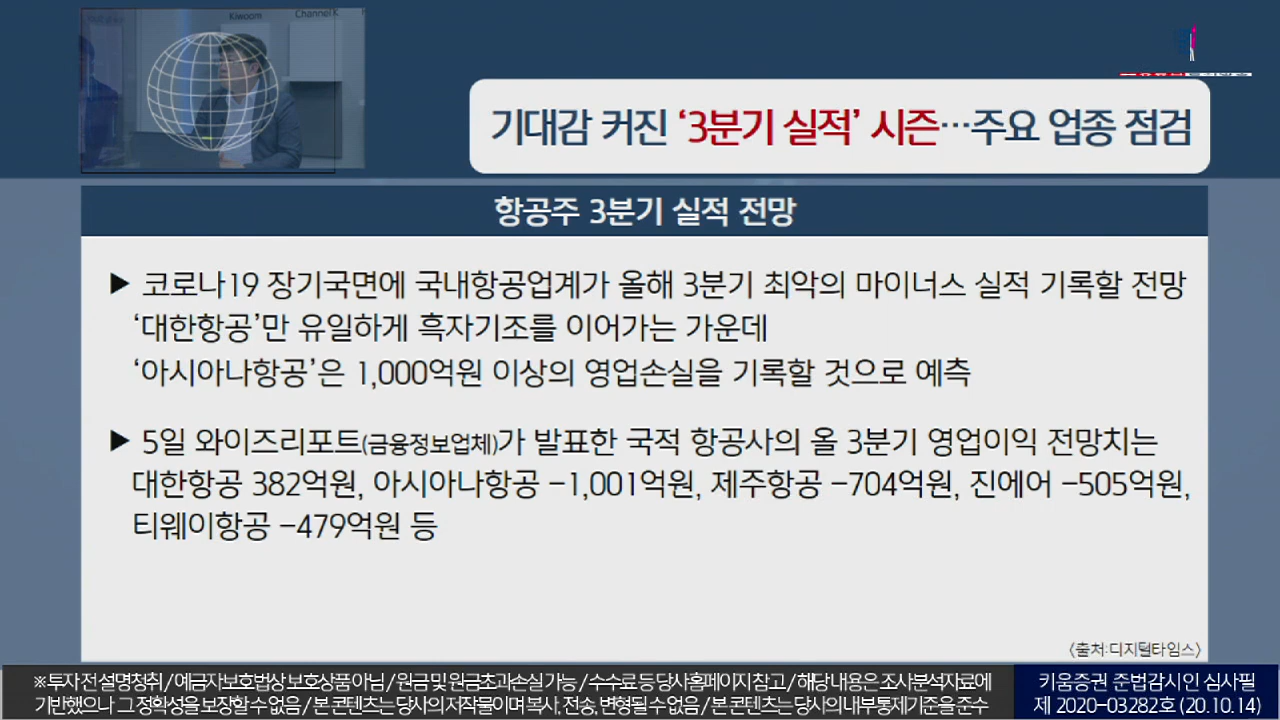 Kiwoom
Channel K
기대감 커진 ‘3분기 실적’ 시즌…주요 업종 점검
항공주 3분기 실적 전망
▶ 코로나19 장기국면에 국내항공업계가 올해 3분기 최악의 마이너스 실적 기록할 전망
‘대한항공’만 유일하게 흑자기조를 이어가는 가운데
‘아시아나항공’은 1,000억원 이상의 영업손실을 기록할 것으로 예측
▶ 5일 와이즈리포트(금융정보업체)가 발표한 국적 항공사의 올 3분기 영업이익 전망치는
대한항공 382억원, 아시아나항공 –1,001억원, 제주항공 –704억원, 진에어 –505억원,
티웨이항공 –479억원 등
<출처:디지털타임스>
※투자 전 설명청취 / 예금자보호법상 보호상품 아님 / 원금 및 원금초과손실 가능 / 수수료 등 당사홈페이지 참고 / 해당 내용은 조사분석자료에
기반했으나 그 정확성을 보장할 수 없음 / 본 콘텐츠는 당사의 저작물이며 복사, 전송, 변형될 수 없음 / 본 콘텐츠는 당사의 내부통제기준을 준수
키움증권 준법감시인 심사필
제 2020-03282호 (20.10.14)